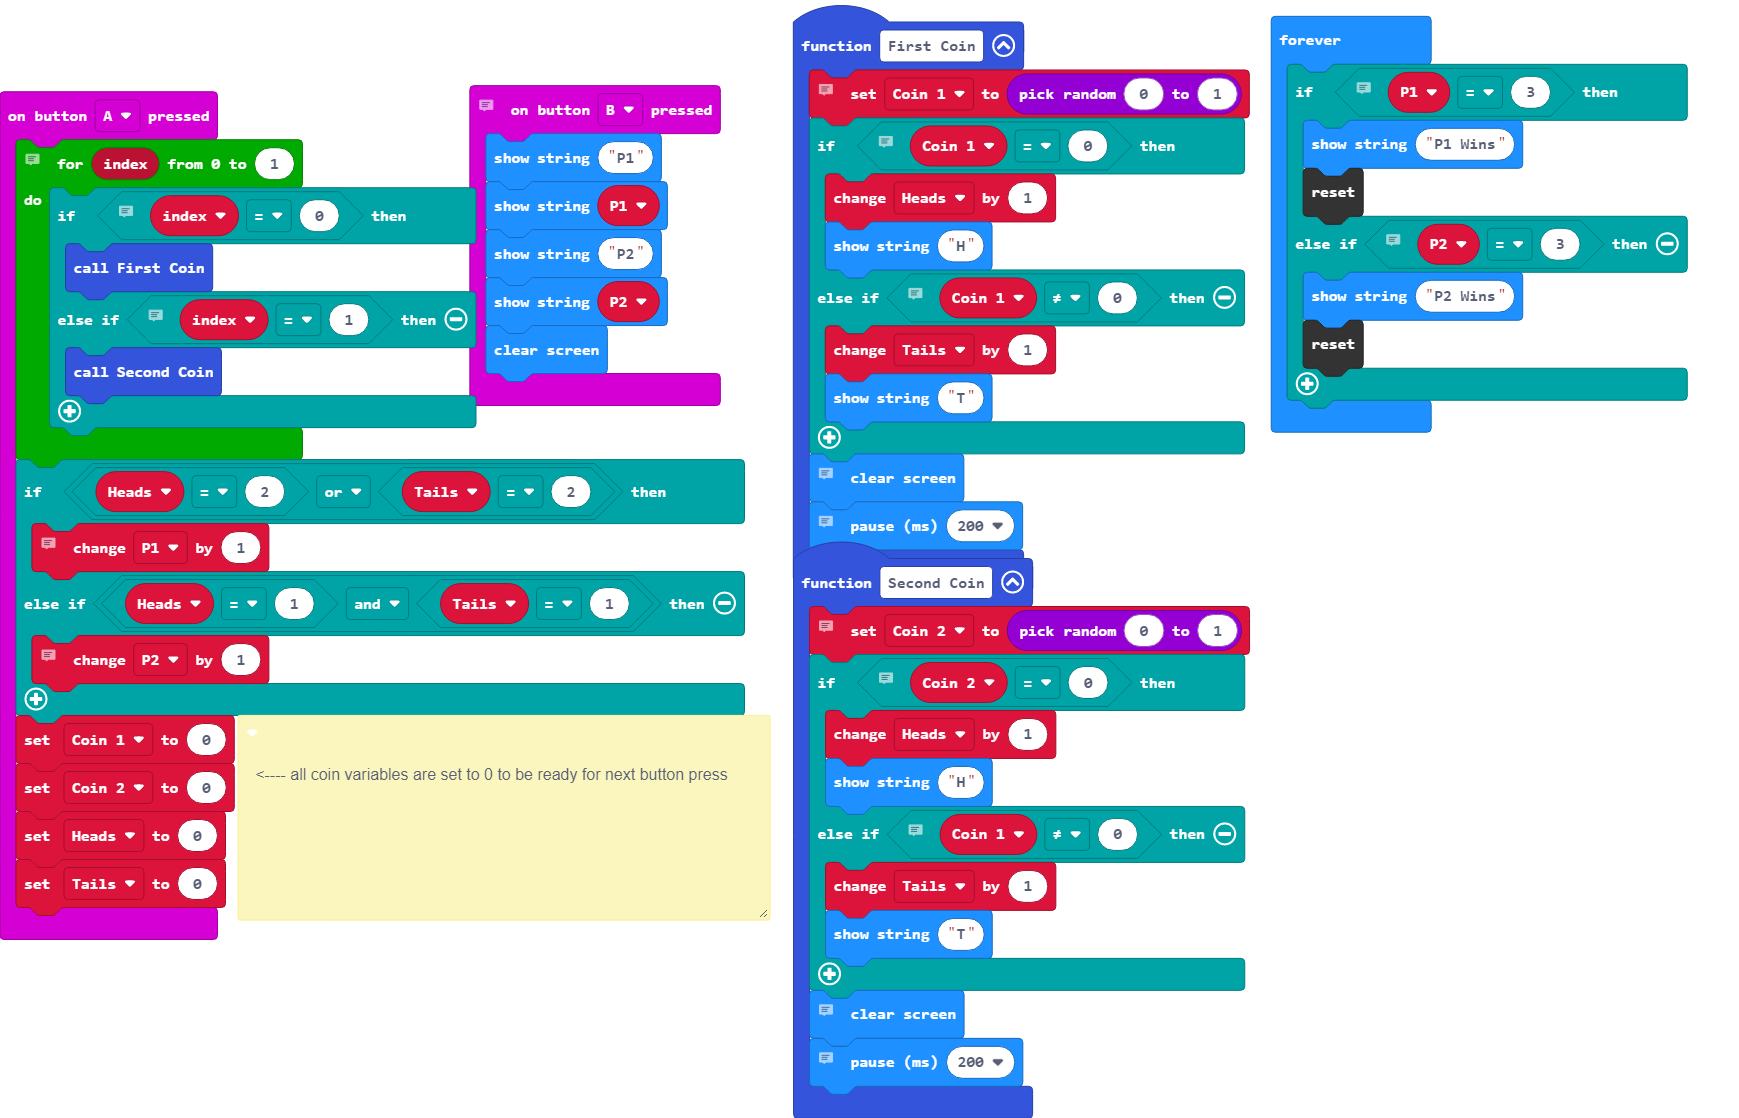 on button A pressed
for index from 0 to 1
do
if index = 0 then
call First Coin
else if index = 1 then
call Second Coin
if Heads = 2 or Tails = 2 then
change P1 by 1
else if Heads = 1 and Tails = 1 then
change P2 by 1
set Coin 1 to 0
set Coin 2 to 0
set Heads to 0
set Tails to 0
<---- all coin variables are set to 0 to be ready for next button press
on button B pressed
show string "P1"
show string P1
show string "P2"
show string P2
clear screen
function First Coin
set Coin 1 to pick random 0 to 1
if Coin 1 = 0 then
change Heads by 1
show string "H"
else if Coin 1 ≠ 0 then
change Tails by 1
show string "T"
clear screen
pause (ms) 200
function Second Coin
set Coin 2 to pick random 0 to 1
if Coin 2 = 0 then
change Heads by 1
show string "H"
else if Coin 1 ≠ 0 then
change Tails by 1
show string "T"
clear screen
pause (ms) 200
forever
if P1 = 3 then
show string "P1 Wins"
reset
else if P2 = 3 then
show string "P2 Wins"
reset